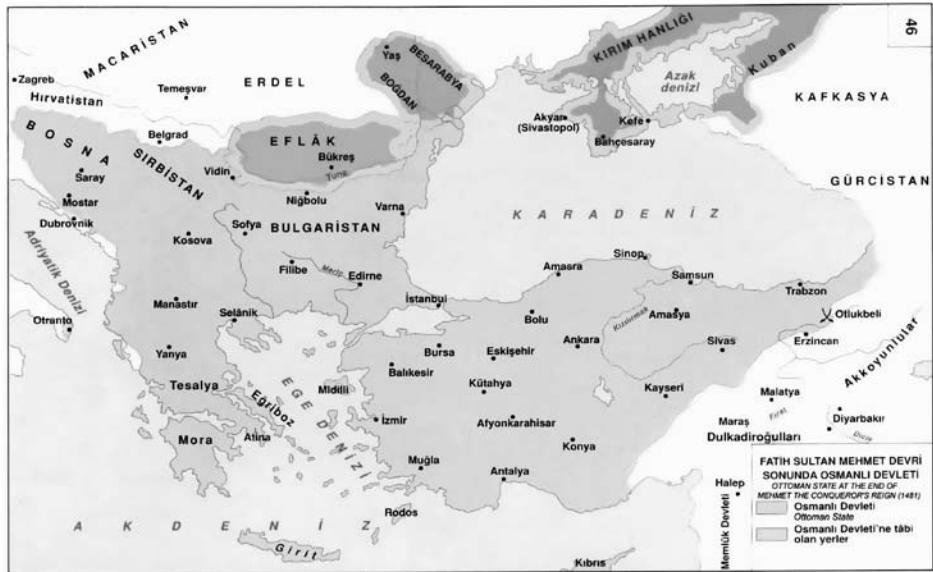 46
MACARİSTAN
Zagreb
Hırvatistan
Temeşvar
ERDEL
Yaş
BESARABYA
BOĞDAN
KIRIM HANLIĞI
Kuban
Azak
denizi
KAFKASYA
BOSNA
Belgrad
SIRBİSTAN
EFLÂK
Bükreş
Tuna
Akyar
(Sivastopol)
Kefe
Bahçesaray
Saray
Vidin
Mostar
Niğbolu
Varna
GÜRCİSTAN
Dubrovnik
Kosova
Sofya
BULGARİSTAN
KARADENİZ
Adriyatik Denizi
Filibe
Meriç
Edirne
Sinop
Amasra
Samsun
Trabzon
Otranto
Manastır
Selânik
İstanbul
Bolu
Kızılırmak
Amasya
Otlukbeli
Erzincan
Yanya
Bursa
Eskişehir
Ankara
Sivas
Akkoyunlular
Tesalya
Balıkesir
Midilli
Kütahya
Kayseri
Malatya
EGE DENİZİ
Eğriboz
İzmir
Afyonkarahisar
Fırat
Maraş
Diyarbakır
Mora
Atina
Konya
Dulkadiroğulları
Dicle
Muğla
Antalya
Halep
Memlûk Devleti
Rodos
AKDENİZ
Girit
Kıbrıs
FATİH SULTAN MEHMET DEVRİ
SONUNDA OSMANLI DEVLETİ
OTTOMAN STATE AT THE END OF
MEHMET THE CONQUEROR'S REIGN (1481)
Osmanlı Devleti
Ottoman State
Osmanlı Devleti'ne tâbi
olan yerler